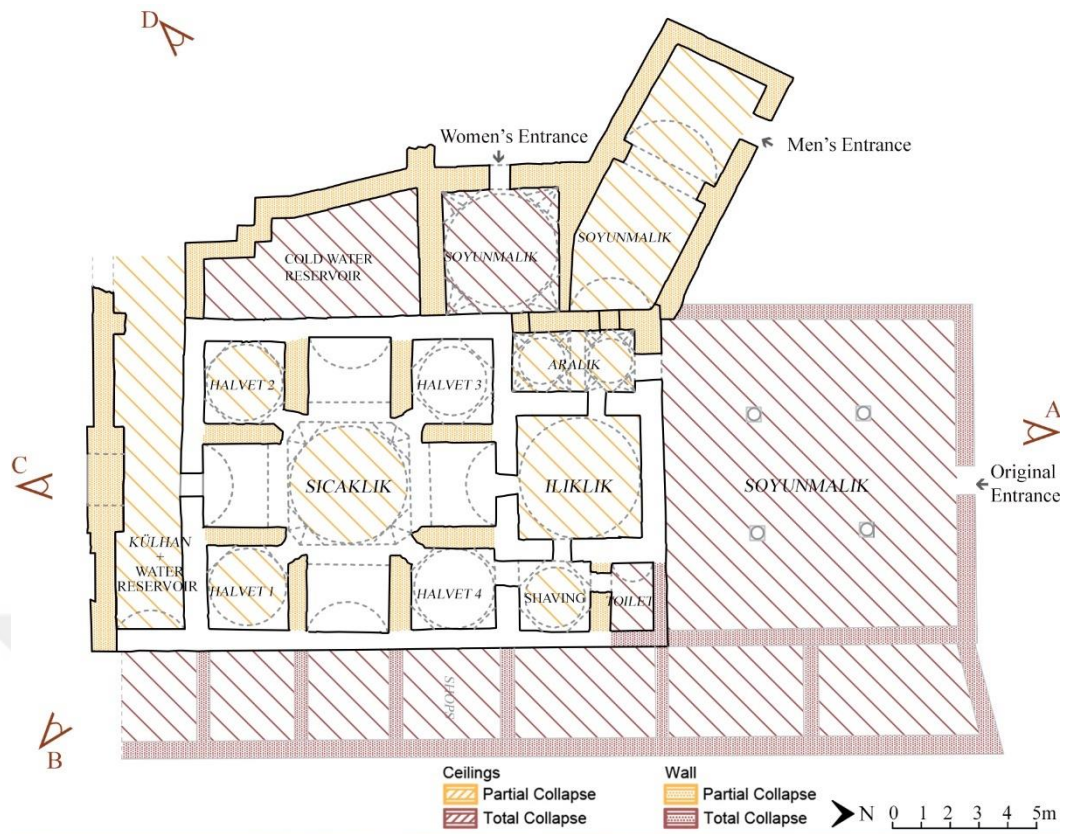 D
Women's Entrance
Men's Entrance
SOYUNMALIK
COLD WATER
RESERVOIR
SOYUNMALIK
ARALIK
HALVET 2
HALVET 3
A
C
SICAKLIK
ILIKLIK
SOYUNMALIK
Original
Entrance
KÜLHAN
+
WATER
RESERVOIR
HALVET 1
HALVET 4
SHAVING
TOILET
SHOPS
B
Ceilings
Partial Collapse
Total Collapse
Wall
Partial Collapse
Total Collapse
N
0 1 2 3 4 5m